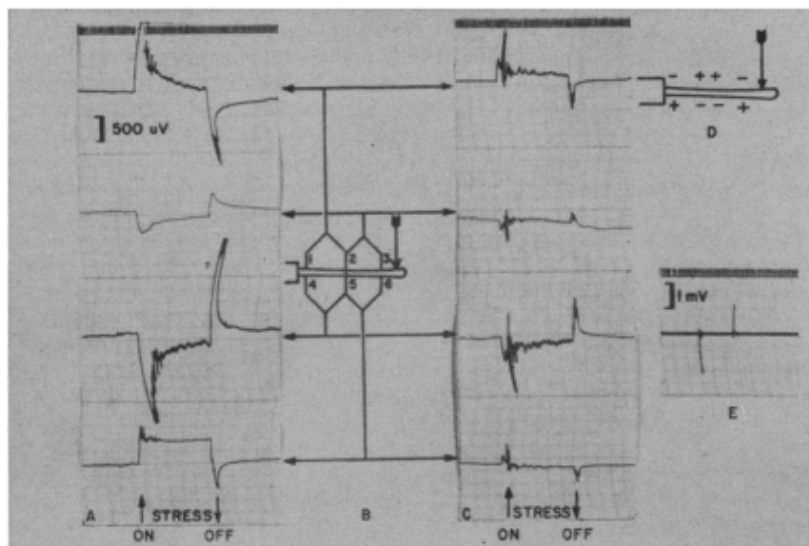 500 uV
1 2 3
4 5 6
- + + -
+ - - +
D
1 mV
E
A STRESS
ON OFF
B
C STRESS
ON OFF